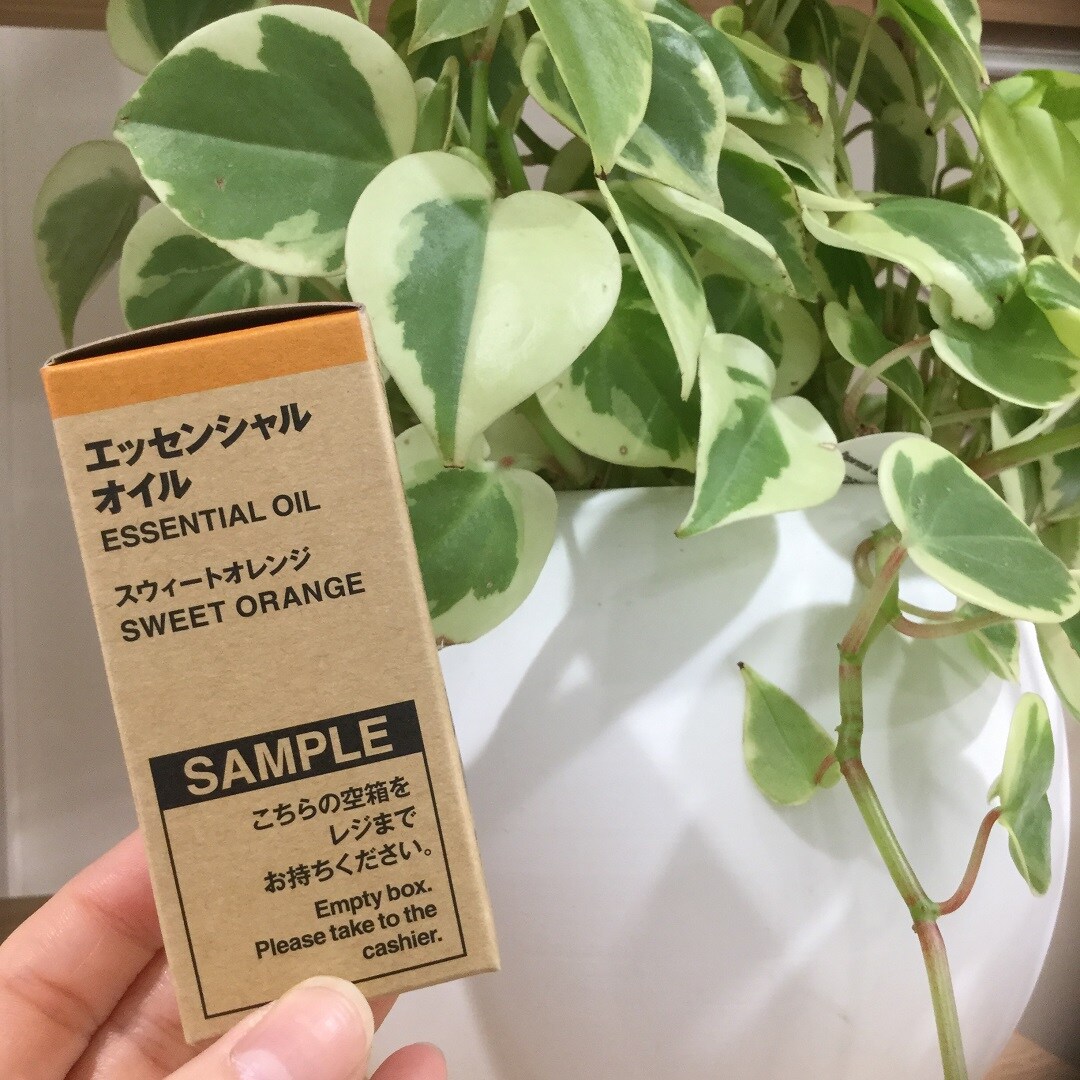 エッセンシャル
オイル
ESSENTIAL OIL
スウィートオレンジ
SWEET ORANGE
SAMPLE
こちらの空箱を
レジまで
お持ちください。
Empty box.
Please take to the
cashier.